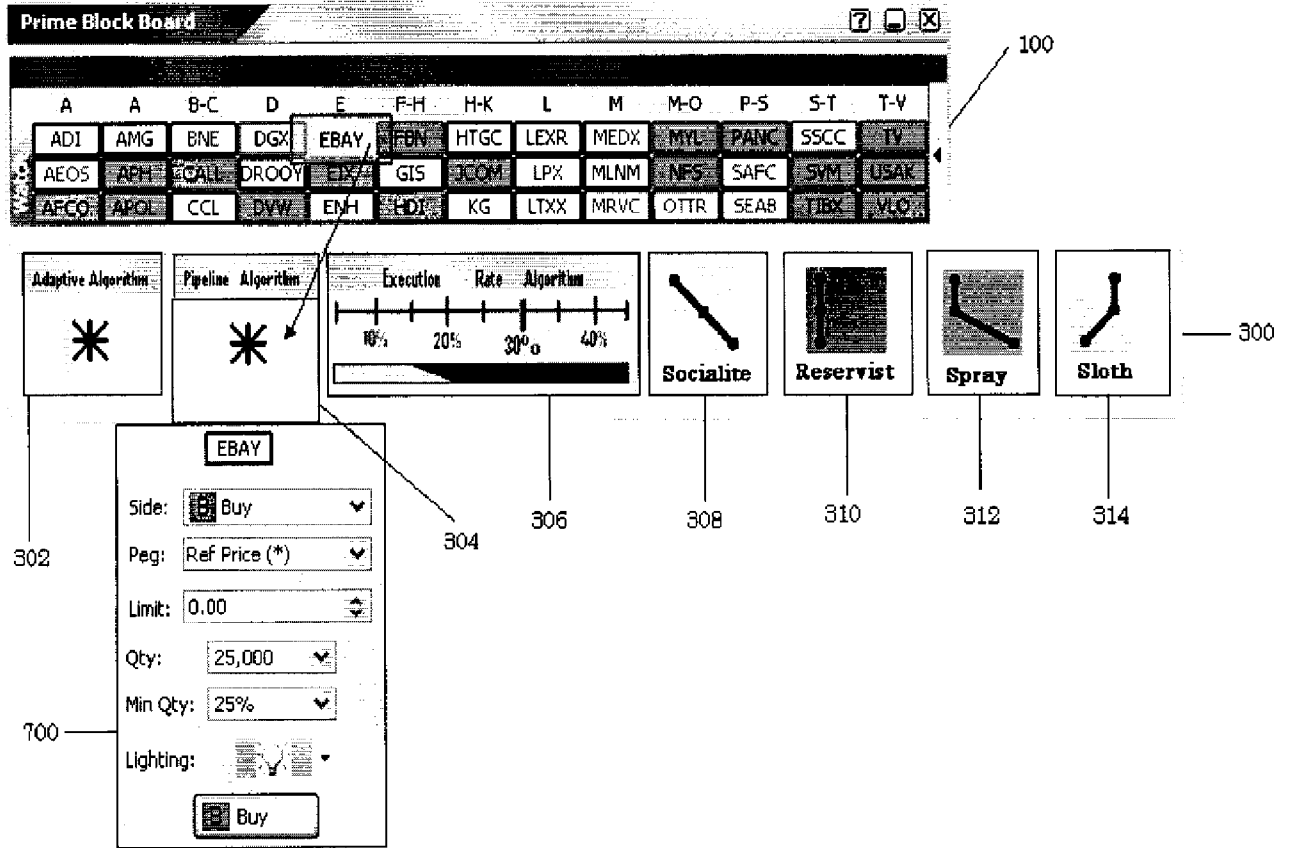 Prime Block Board
100
A A B-C D E F-H H-K L M M-O P-S S-T T-V
ADI AMG BNE DGX EBAY FBN HTGC LEXR MEDX MYL PANC SSCC TV
AEOS APH CALL DROOY EIX GIS JCOM LPX MLNM NFS SAFC SVM USAK
AFCO APOL CCL DVW ENH HDI KG LTXX MRVC OTTR SEAB TIBX VLO
Adaptive Algorithm Pipeline Algorithm Execution Rate Algorithm
10% 20% 30% 40%
Socialite Reservist Spray Sloth
300
EBAY
Side: B Buy
302 304 306 308 310 312 314
Peg: Ref Price (*)
Limit: 0.00
Qty: 25,000
Min Qty: 25%
700
Lighting:
B Buy